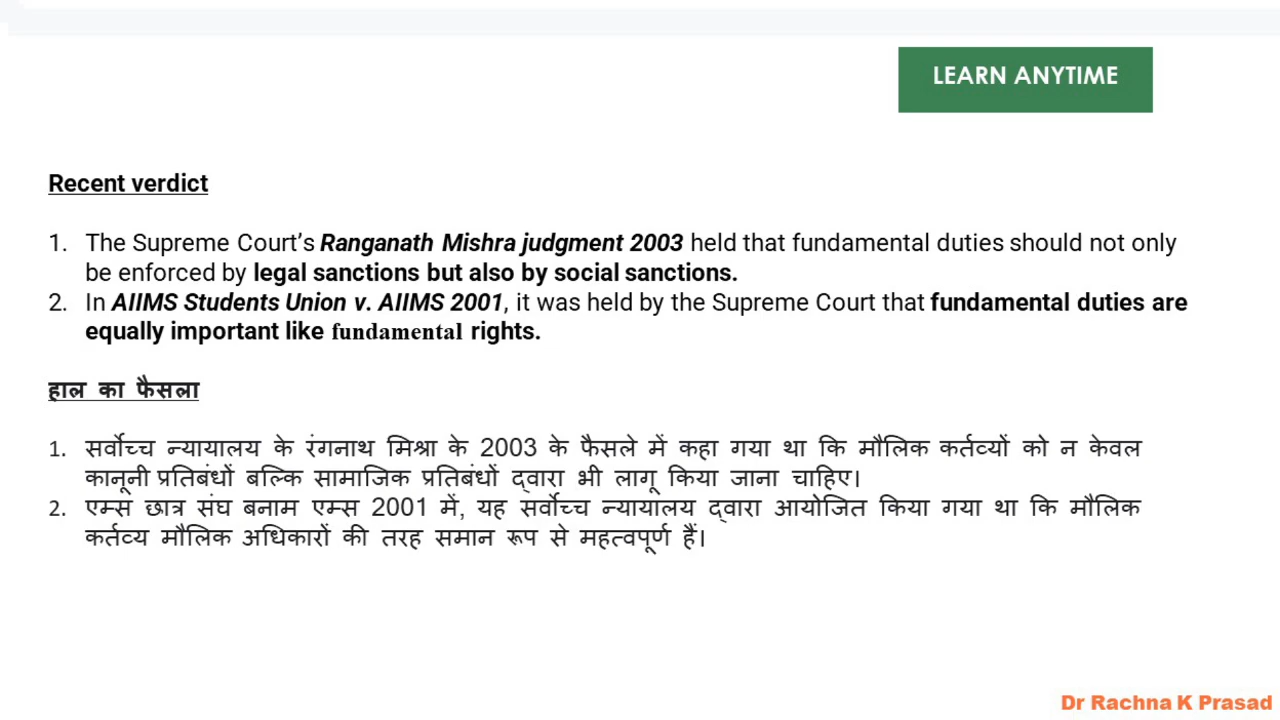 LEARN ANYTIME
Recent verdict
1. The Supreme Court’s Ranganath Mishra judgment 2003 held that fundamental duties should not only
be enforced by legal sanctions but also by social sanctions.
2. In AIIMS Students Union v. AIIMS 2001, it was held by the Supreme Court that fundamental duties are
equally important like fundamental rights.
हाल का फैसला
1. सर्वोच्च न्यायालय के रंगनाथ मिश्रा के 2003 के फैसले में कहा गया था कि मौलिक कर्तव्यों को न केवल
कानूनी प्रतिबंधों बल्कि सामाजिक प्रतिबंधों द्वारा भी लागू किया जाना चाहिए।
2. एम्स छात्र संघ बनाम एम्स 2001 में, यह सर्वोच्च न्यायालय द्वारा आयोजित किया गया था कि मौलिक
कर्तव्य मौलिक अधिकारों की तरह समान रूप से महत्वपूर्ण हैं।
Dr Rachna K Prasad